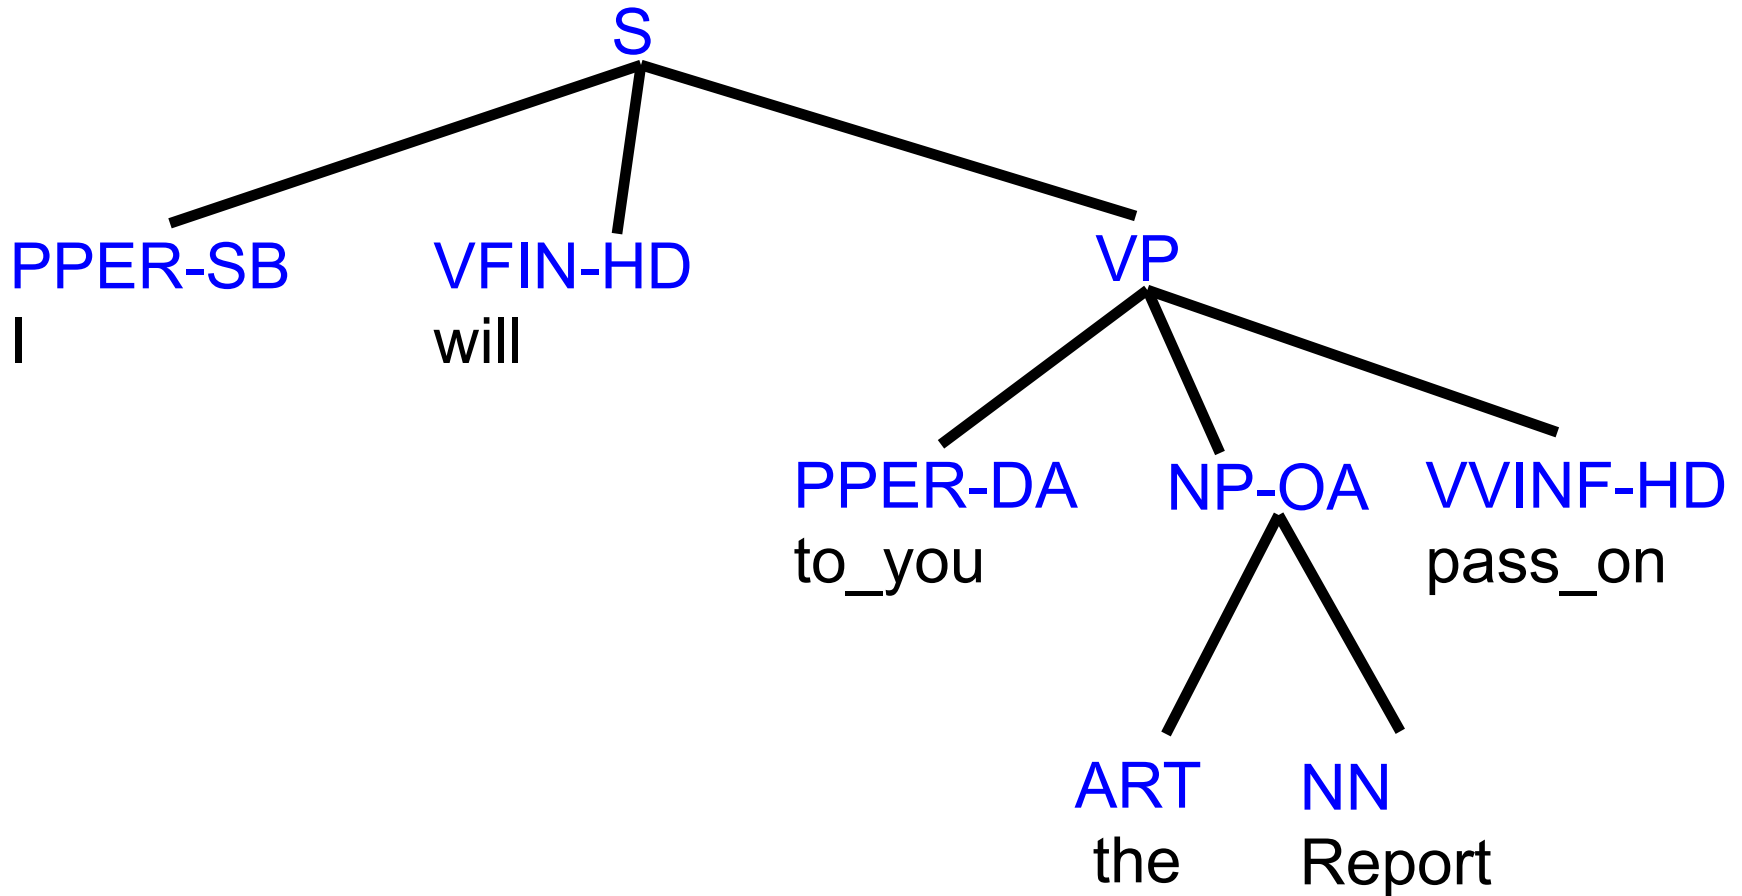 S
PPER-SB VFIN-HD VP
I will
PPER-DA NP-OA VVINF-HD
to_you pass_on
ART NN
the Report